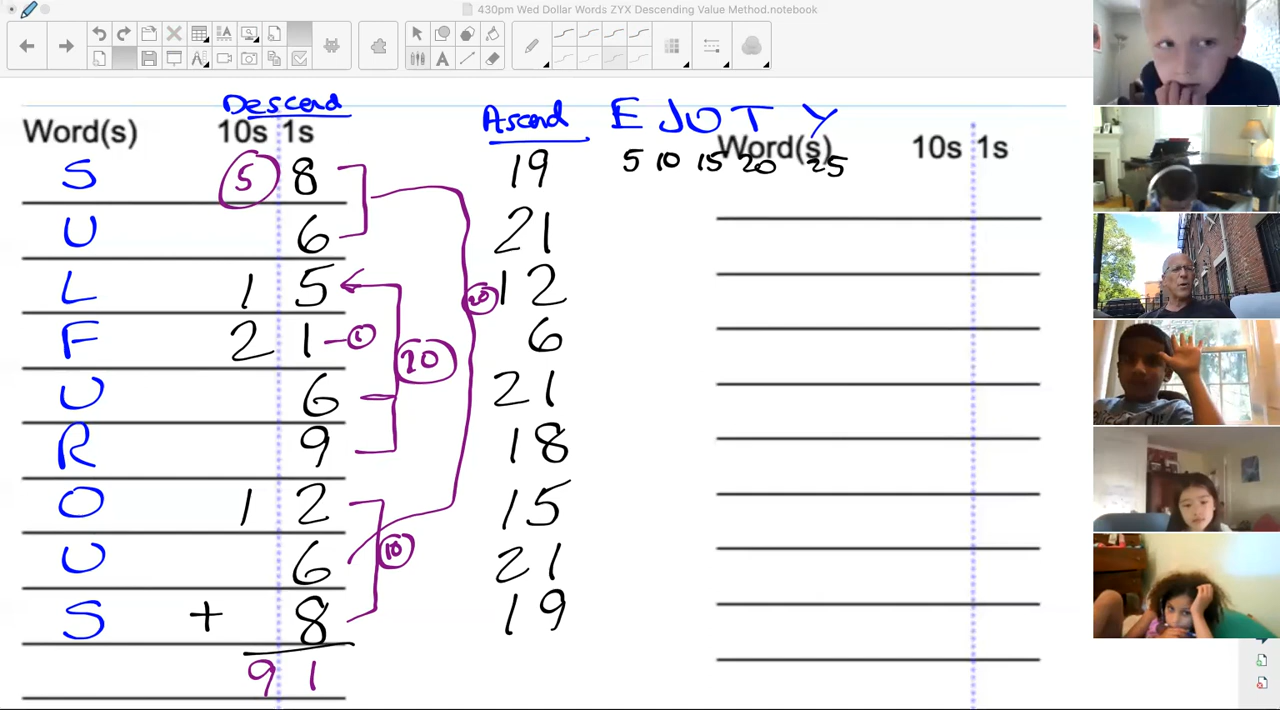 430pm Wed Dollar Words ZYX Descending Value Method.notebook
Descend
Ascend E J O T Y
Word(s) 10s 1s
Word(s) 10s 1s
5 10 15 20 25
S 5 8 19
U 6 21
L 1 5 20 12
F 2 1 1 6
20
U 6 21
R 9 18
O 1 2 15
U 6 10 21
S + 8 19
9 1